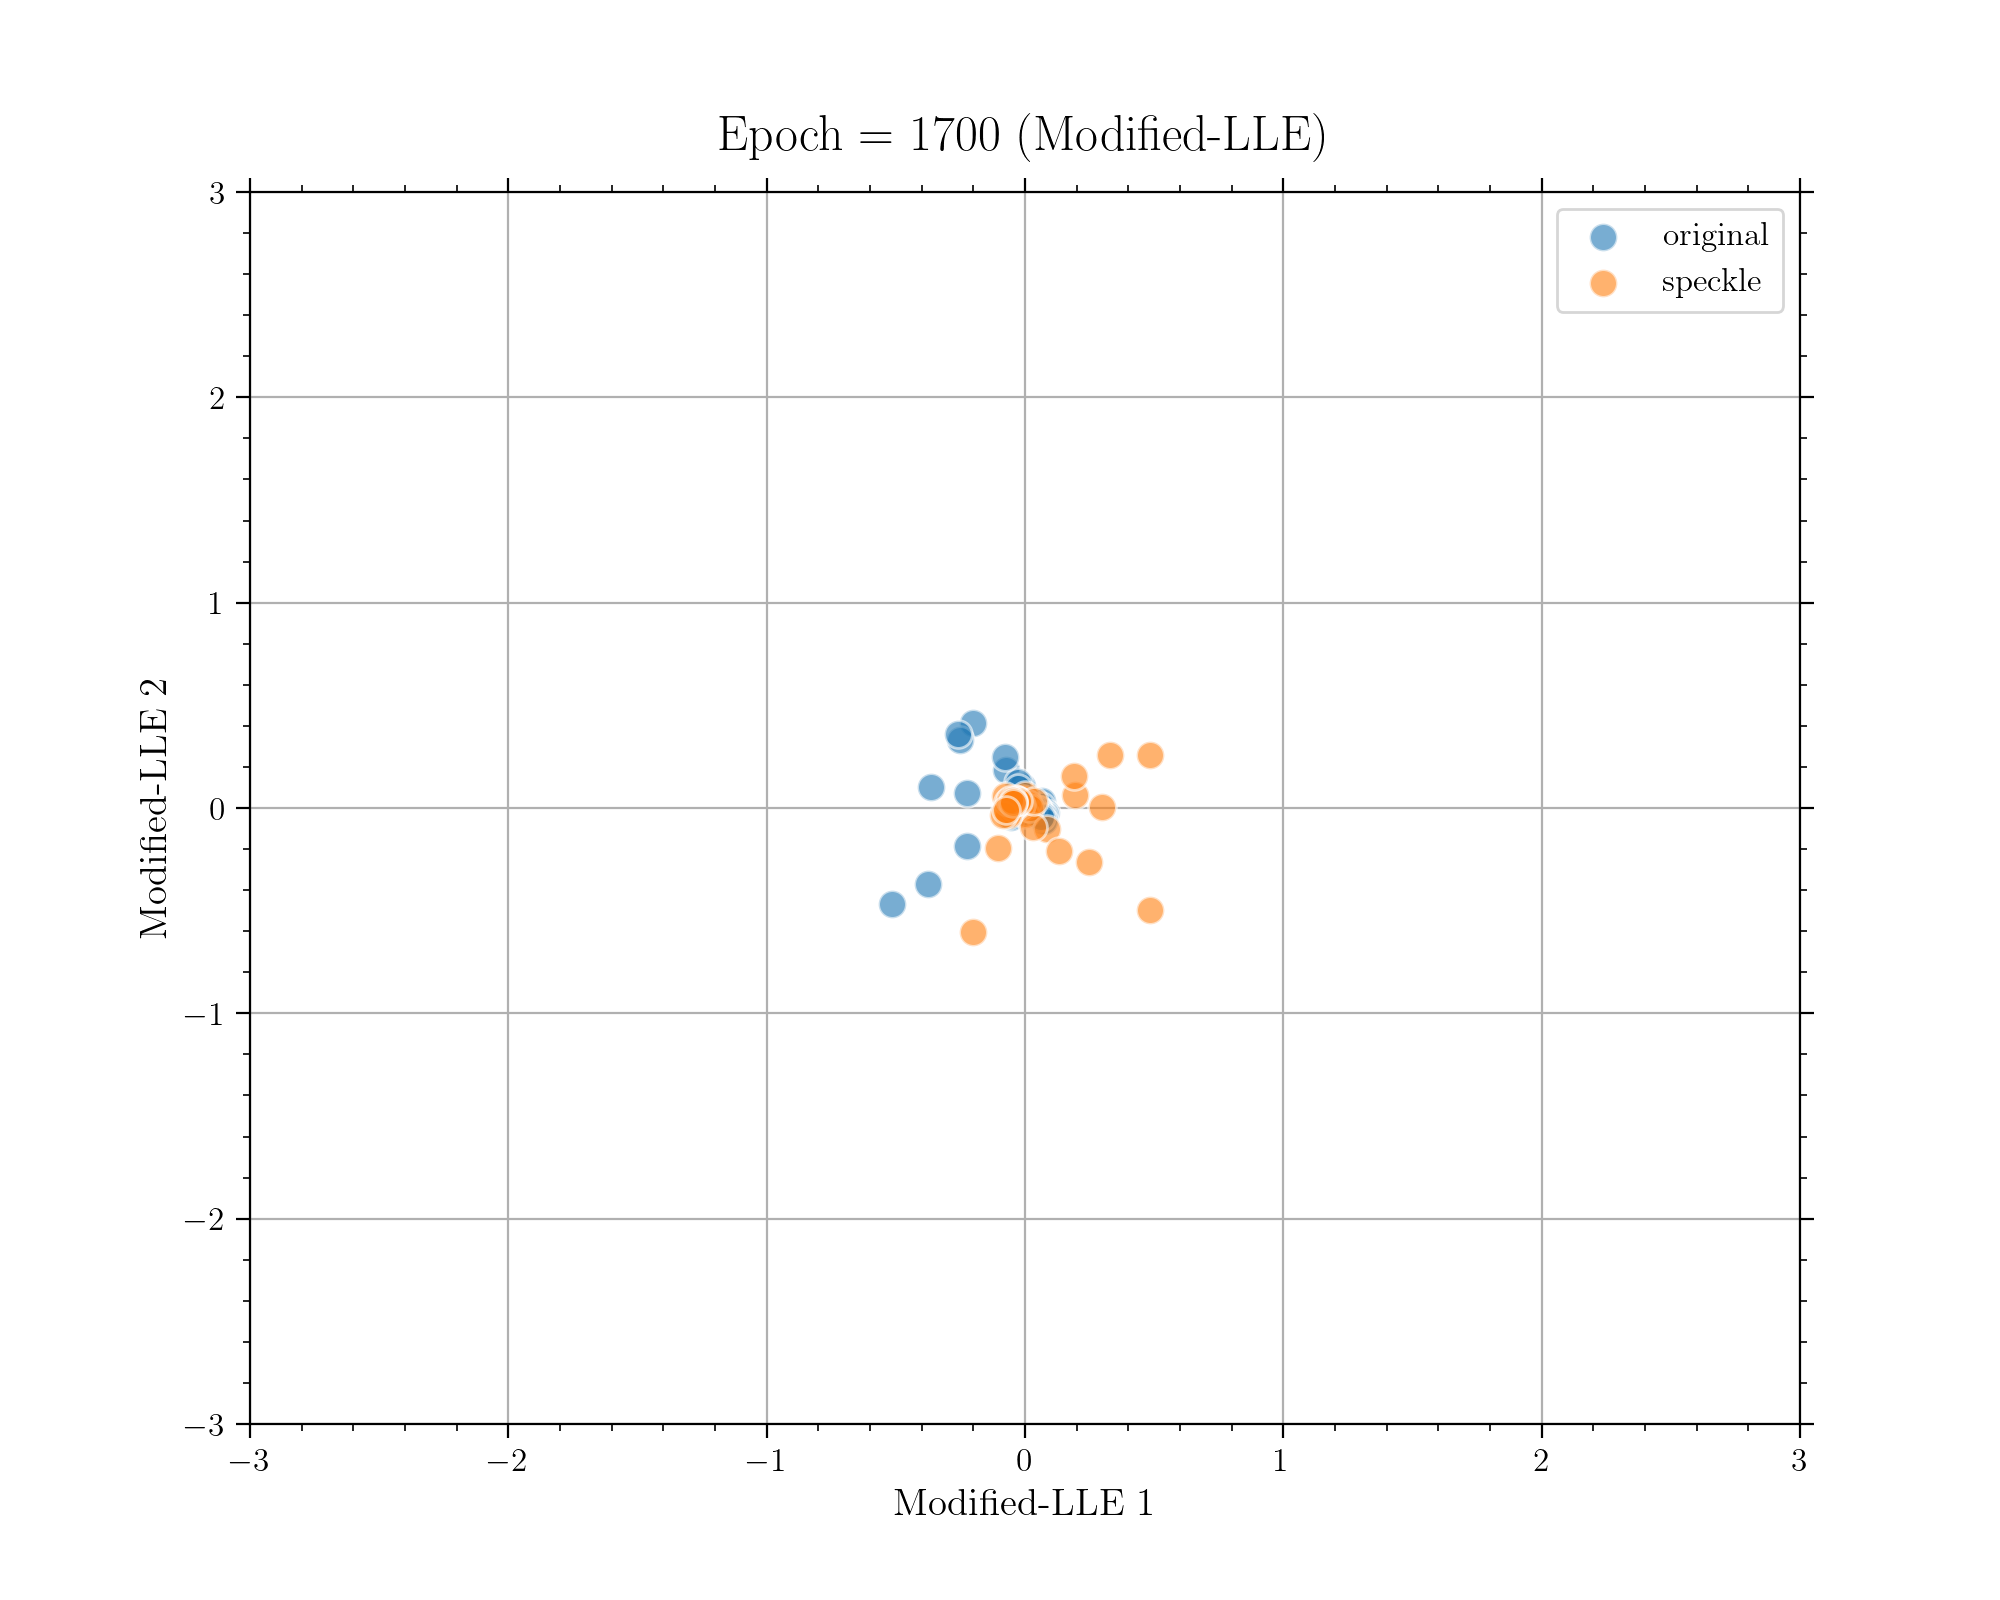 Epoch = 1700 (Modified-LLE)
original
speckle
3
2
1
0
−1
−2
−3
Modified-LLE 2
−3
−2
−1
0
1
2
3
Modified-LLE 1